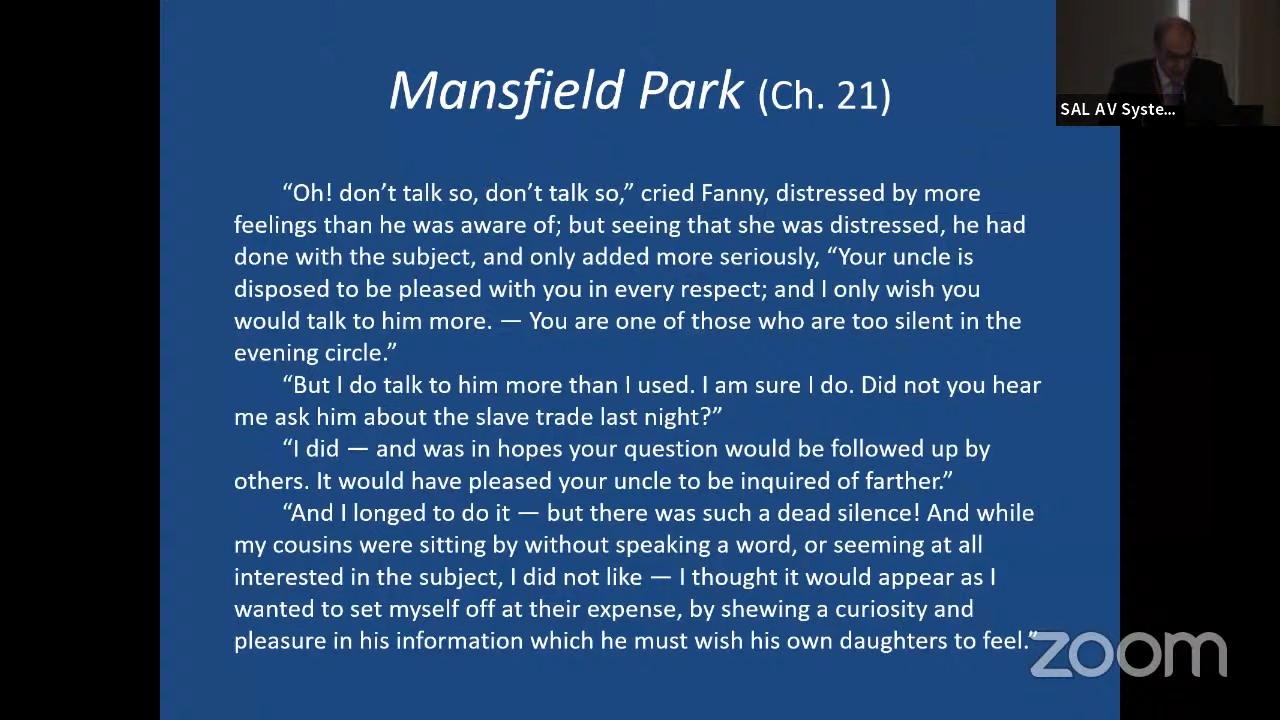 Mansfield Park (Ch. 21)
SAL AV Syste...
“Oh! don’t talk so, don’t talk so,” cried Fanny, distressed by more
feelings than he was aware of; but seeing that she was distressed, he had
done with the subject, and only added more seriously, “Your uncle is
disposed to be pleased with you in every respect; and I only wish you
would talk to him more. — You are one of those who are too silent in the
evening circle.”
“But I do talk to him more than I used. I am sure I do. Did not you hear
me ask him about the slave trade last night?”
“I did — and was in hopes your question would be followed up by
others. It would have pleased your uncle to be inquired of farther.”
“And I longed to do it — but there was such a dead silence! And while
my cousins were sitting by without speaking a word, or seeming at all
interested in the subject, I did not like — I thought it would appear as I
wanted to set myself off at their expense, by shewing a curiosity and
pleasure in his information which he must wish his own daughters to feel.”
zoom